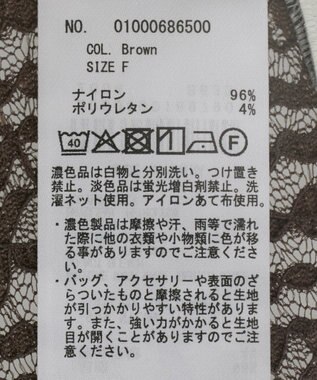 NO. 01000686500
COL. Brown
SIZE F
ナイロン 96%
ポリウレタン 4%
40 F
濃色品は白物と分別洗い。つけ置き
禁止。淡色品は蛍光増白剤禁止。洗
濯ネット使用。アイロンあて布使用。
・濃色製品は摩擦や汗、雨等で濡れ
た際に他の衣類や小物類に色が移
る事がありますのでご注意くださ
い。
・バッグ、アクセサリーや表面のざ
らついたものと摩擦されると生地
が引っかかりやすい特性がありま
す。また、強い力がかかると生地
目が開くことがありますのでご注
意ください。